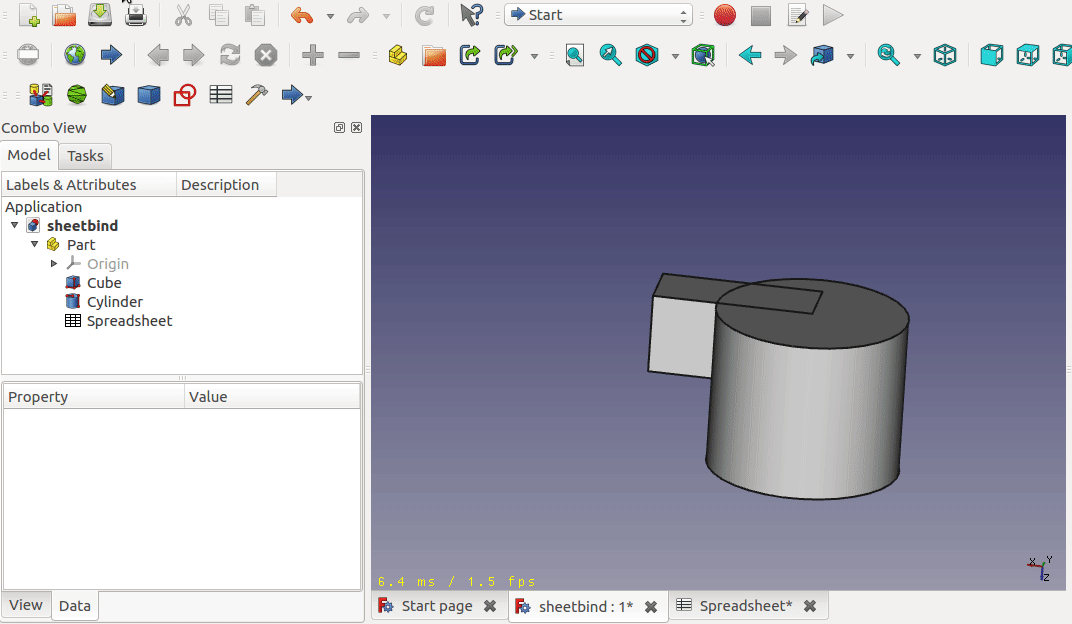 Start
Combo View
Model
Tasks
Labels & Attributes
Description
Application
sheetbind
Part
Origin
Cube
Cylinder
Spreadsheet
Property
Value
View
Data
6.4 ms / 1.5 fps
X
Y
Z
Start page
sheetbind : 1*
Spreadsheet*